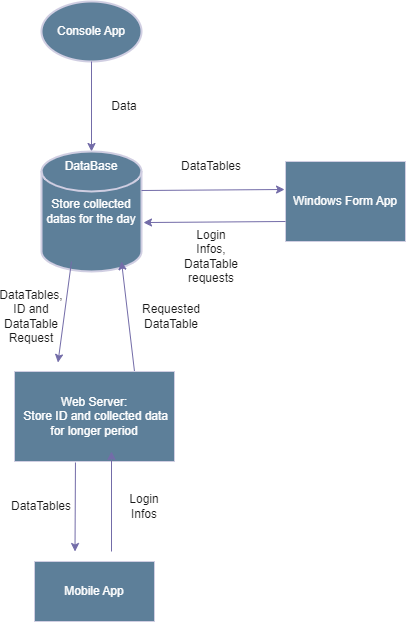 Console App
Data
DataBase
DataTables
Store collected
datas for the day
Windows Form App
Login
Infos,
DataTable
requests
DataTables,
ID and
DataTable
Request
Requested
DataTable
Web Server:
Store ID and collected data
for longer period
DataTables
Login
Infos
Mobile App